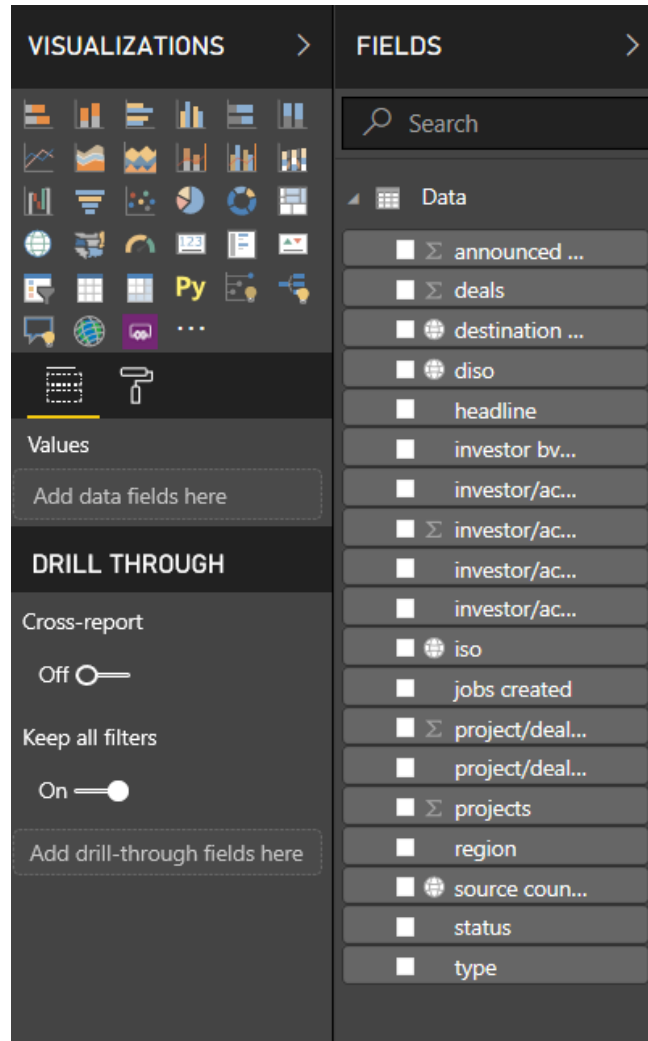 VISUALIZATIONS
123
Py
Values
Add data fields here
DRILL THROUGH
Cross-report
Off
Keep all filters
On
Add drill-through fields here
FIELDS
Search
Data
Σ announced ...
Σ deals
destination ...
diso
headline
investor bv...
investor/ac...
Σ investor/ac...
investor/ac...
investor/ac...
iso
jobs created
Σ project/deal...
project/deal...
Σ projects
region
source coun...
status
type